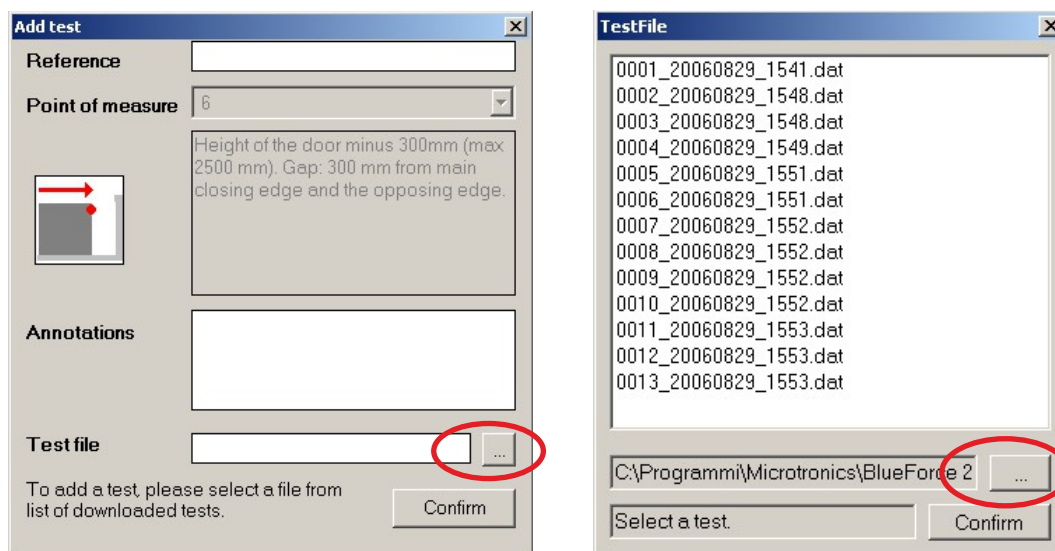 Add test
Reference
Point of measure
6
Height of the door minus 300mm (max
2500 mm). Gap: 300 mm from main
closing edge and the opposing edge.
Annotations
Test file
...
To add a test, please select a file from
list of downloaded tests.
Confirm
TestFile
0001_20060829_1541.dat
0002_20060829_1548.dat
0003_20060829_1548.dat
0004_20060829_1549.dat
0005_20060829_1551.dat
0006_20060829_1551.dat
0007_20060829_1552.dat
0008_20060829_1552.dat
0009_20060829_1552.dat
0010_20060829_1552.dat
0011_20060829_1553.dat
0012_20060829_1553.dat
0013_20060829_1553.dat
C:\Programmi\Microtronics\BlueForce 2
...
Select a test.
Confirm